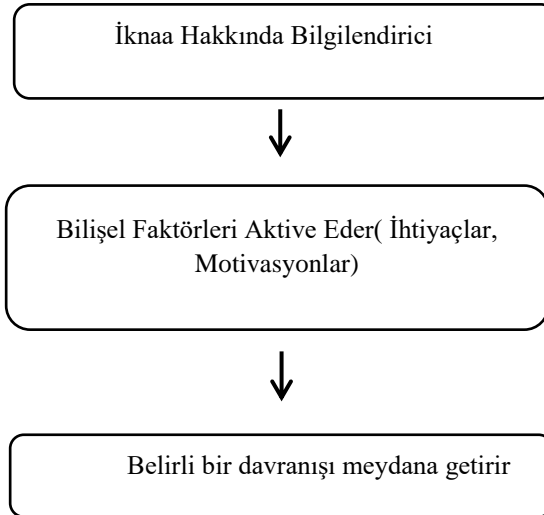 İknaa Hakkında Bilgilendirici
Bilişel Faktörleri Aktive Eder( İhtiyaçlar,
Motivasyonlar)
Belirli bir davranışı meydana getirir